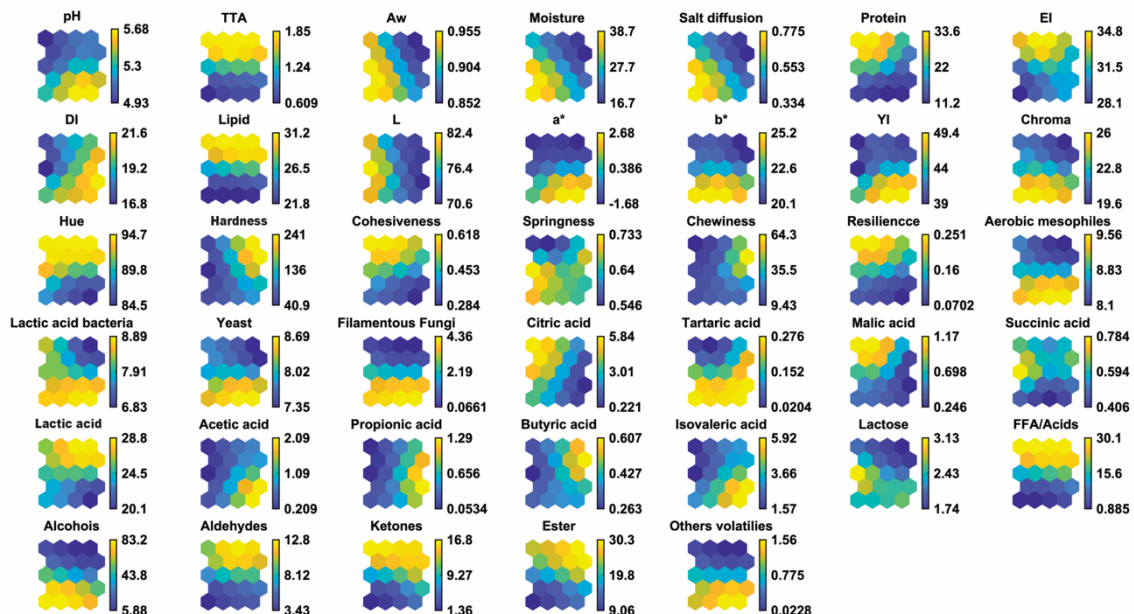 pH TTA Aw Moisture Salt diffusion Protein EI
5.68 1.85 0.955 38.7 0.775 33.6 34.8
5.3 1.24 0.904 27.7 0.553 22 31.5
4.93 0.609 0.852 16.7 0.334 11.2 28.1
DI Lipid L a* b* YI Chroma
21.6 31.2 82.4 2.68 25.2 49.4 26
19.2 26.5 76.4 0.386 22.6 44 22.8
16.8 21.8 70.6 -1.68 20.1 39 19.6
Hue Hardness Cohesiveness Springness Chewiness Resiliencce Aerobic mesophiles
94.7 241 0.618 0.733 64.3 0.251 9.56
89.8 136 0.453 0.64 35.5 0.16 8.83
84.5 40.9 0.284 0.546 9.43 0.0702 8.1
Lactic acid bacteria Yeast Filamentous Fungi Citric acid Tartaric acid Malic acid Succinic acid
8.89 8.69 4.36 5.84 0.276 1.17 0.784
7.91 8.02 2.19 3.01 0.152 0.698 0.594
6.83 7.35 0.0661 0.221 0.0204 0.246 0.406
Lactic acid Acetic acid Propionic acid Butyric acid Isovaleric acid Lactose FFA/Acids
28.8 2.09 1.29 0.607 5.92 3.13 30.1
24.5 1.09 0.656 0.427 3.66 2.43 15.6
20.1 0.209 0.0534 0.263 1.57 1.74 0.885
Alcohois Aldehydes Ketones Ester Others volatilies
83.2 12.8 16.8 30.3 1.56
43.8 8.12 9.27 19.8 0.775
5.88 3.43 1.36 9.06 0.0228